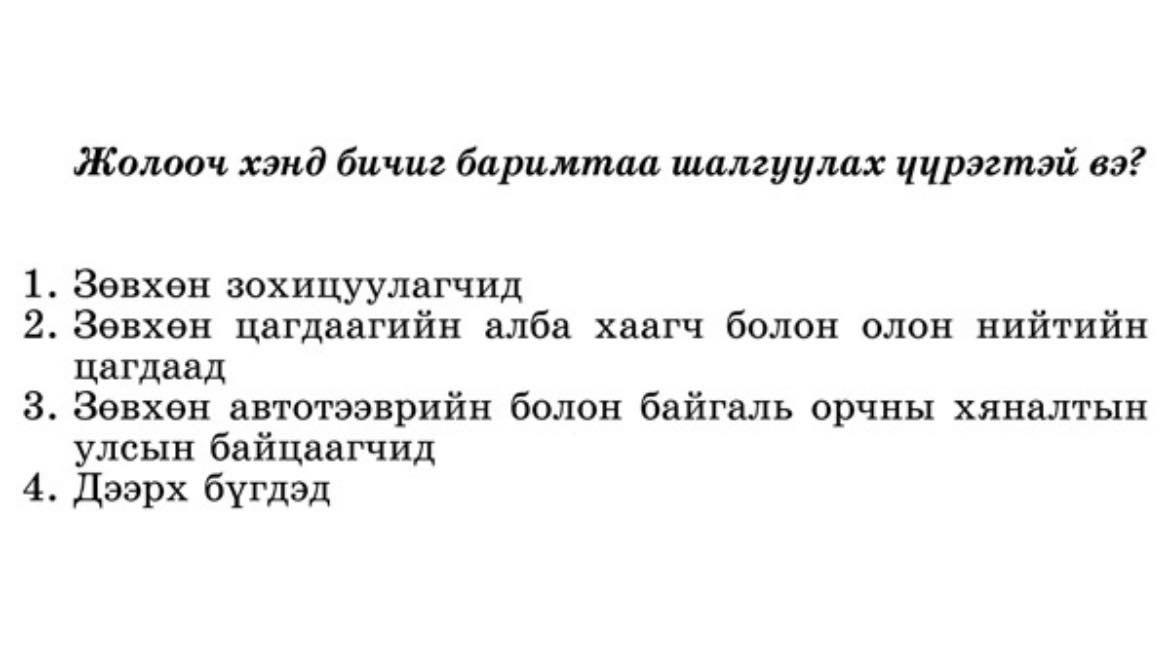 Жолооч хэнд бичиг баримтаа шалгуулах үүрэгтэй вэ?
1. Зөвхөн зохицуулагчид
2. Зөвхөн цагдаагийн алба хаагч болон олон нийтийн
цагдаад
3. Зөвхөн автотээврийн болон байгаль орчны хяналтын
улсын байцаагчид
4. Дээрх бүгдэд